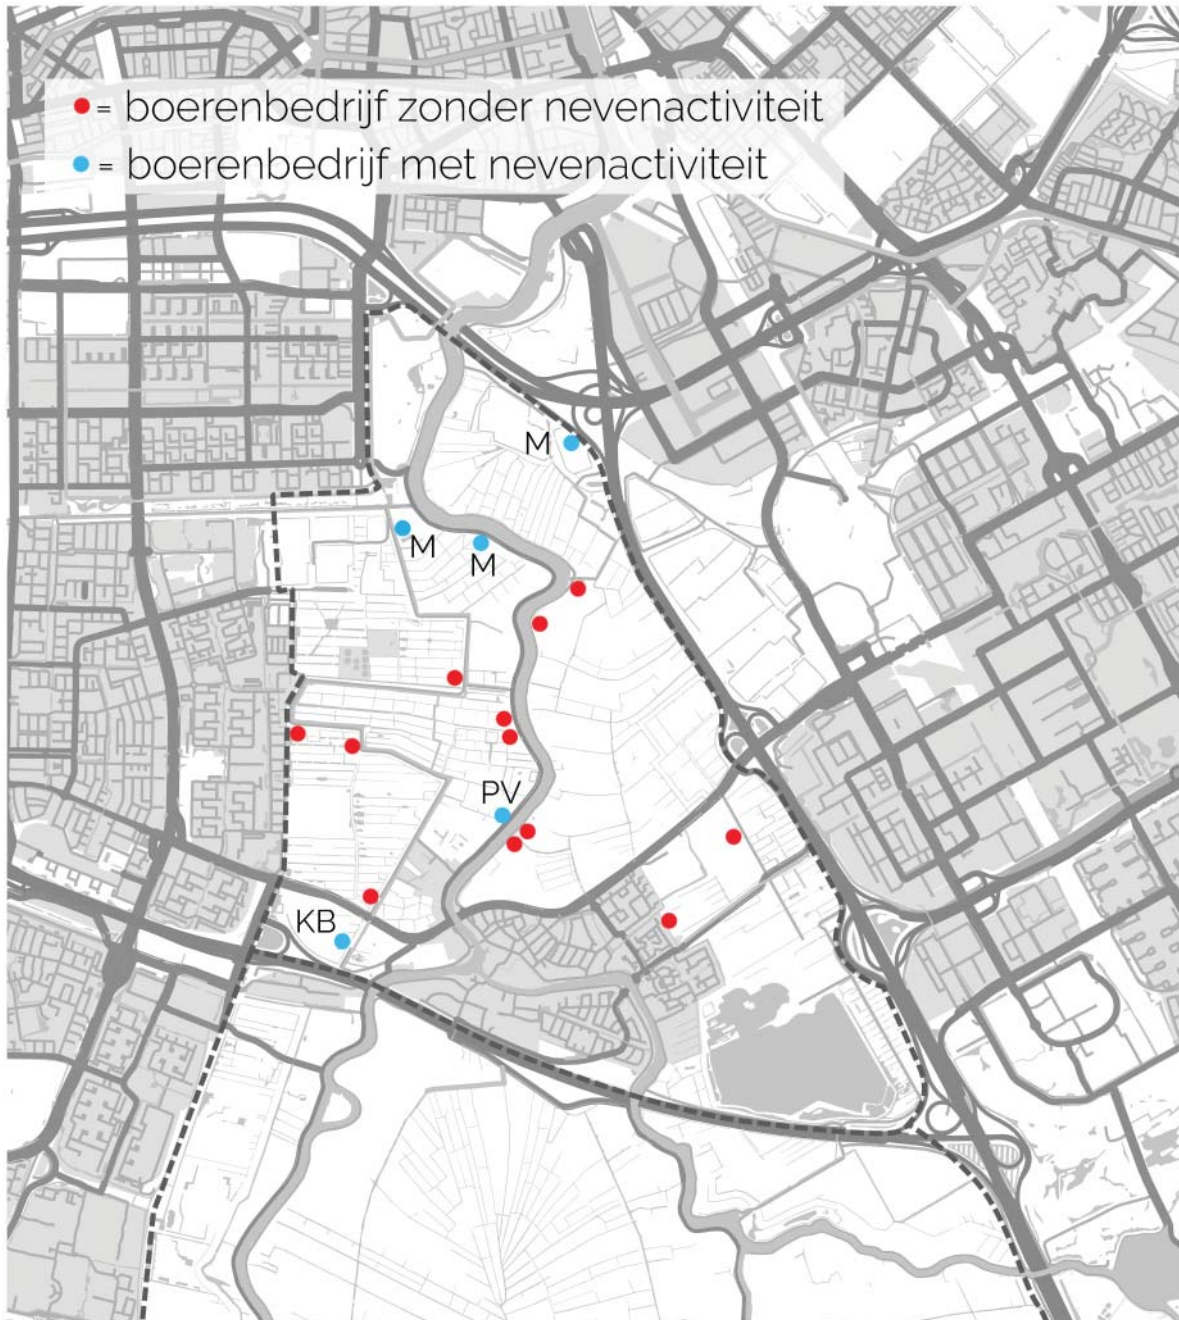 = boerenbedrijf zonder nevenactiviteit
= boerenbedrijf met nevenactiviteit
M
M
M
PV
KB